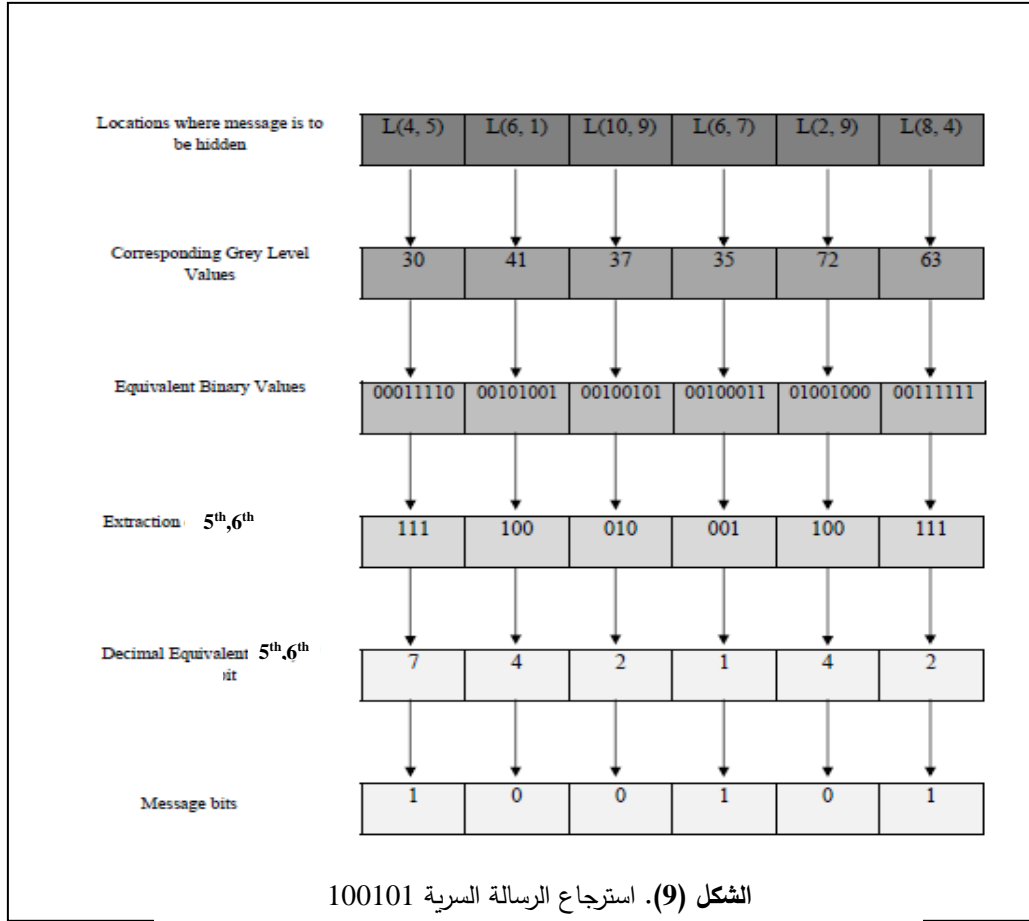 Locations where message is to
be hidden
L(4, 5) L(6, 1) L(10, 9) L(6, 7) L(2, 9) L(8, 4)
Corresponding Grey Level
Values
30 41 37 35 72 63
Equivalent Binary Values
00011110 00101001 00100101 00100011 01001000 00111111
Extraction 5th,6th
111 100 010 001 100 111
Decimal Equivalent 5th,6th
bit
7 4 2 1 4 2
Message bits
1 0 0 1 0 1
الشكل (9). استرجاع الرسالة السرية 100101